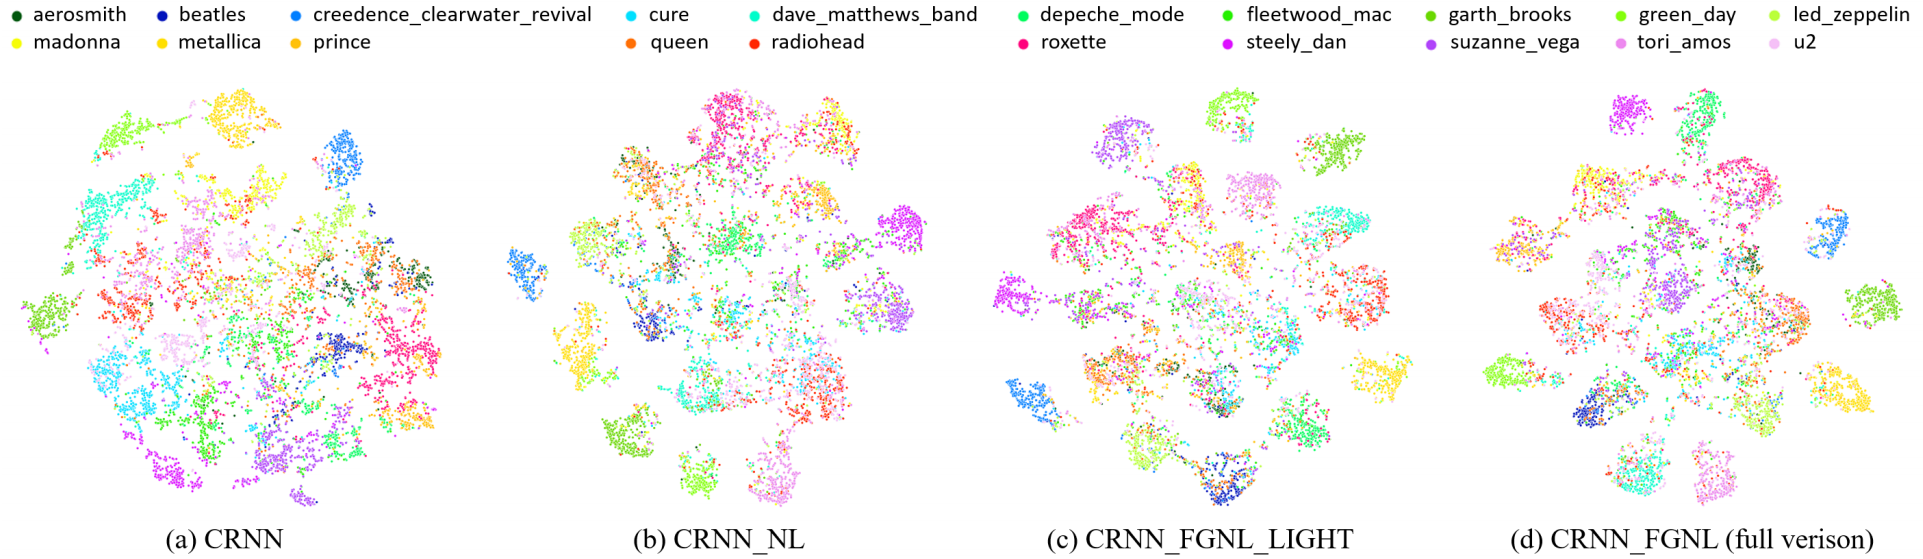 aerosmith beatles creedence_clearwater_revival cure dave_matthews_band depeche_mode fleetwood_mac garth_brooks green_day led_zeppelin
madonna metallica prince queen radiohead roxette steely_dan suzanne_vega tori_amos u2
(a) CRNN (b) CRNN_NL (c) CRNN_FGNL_LIGHT (d) CRNN_FGNL (full verison)